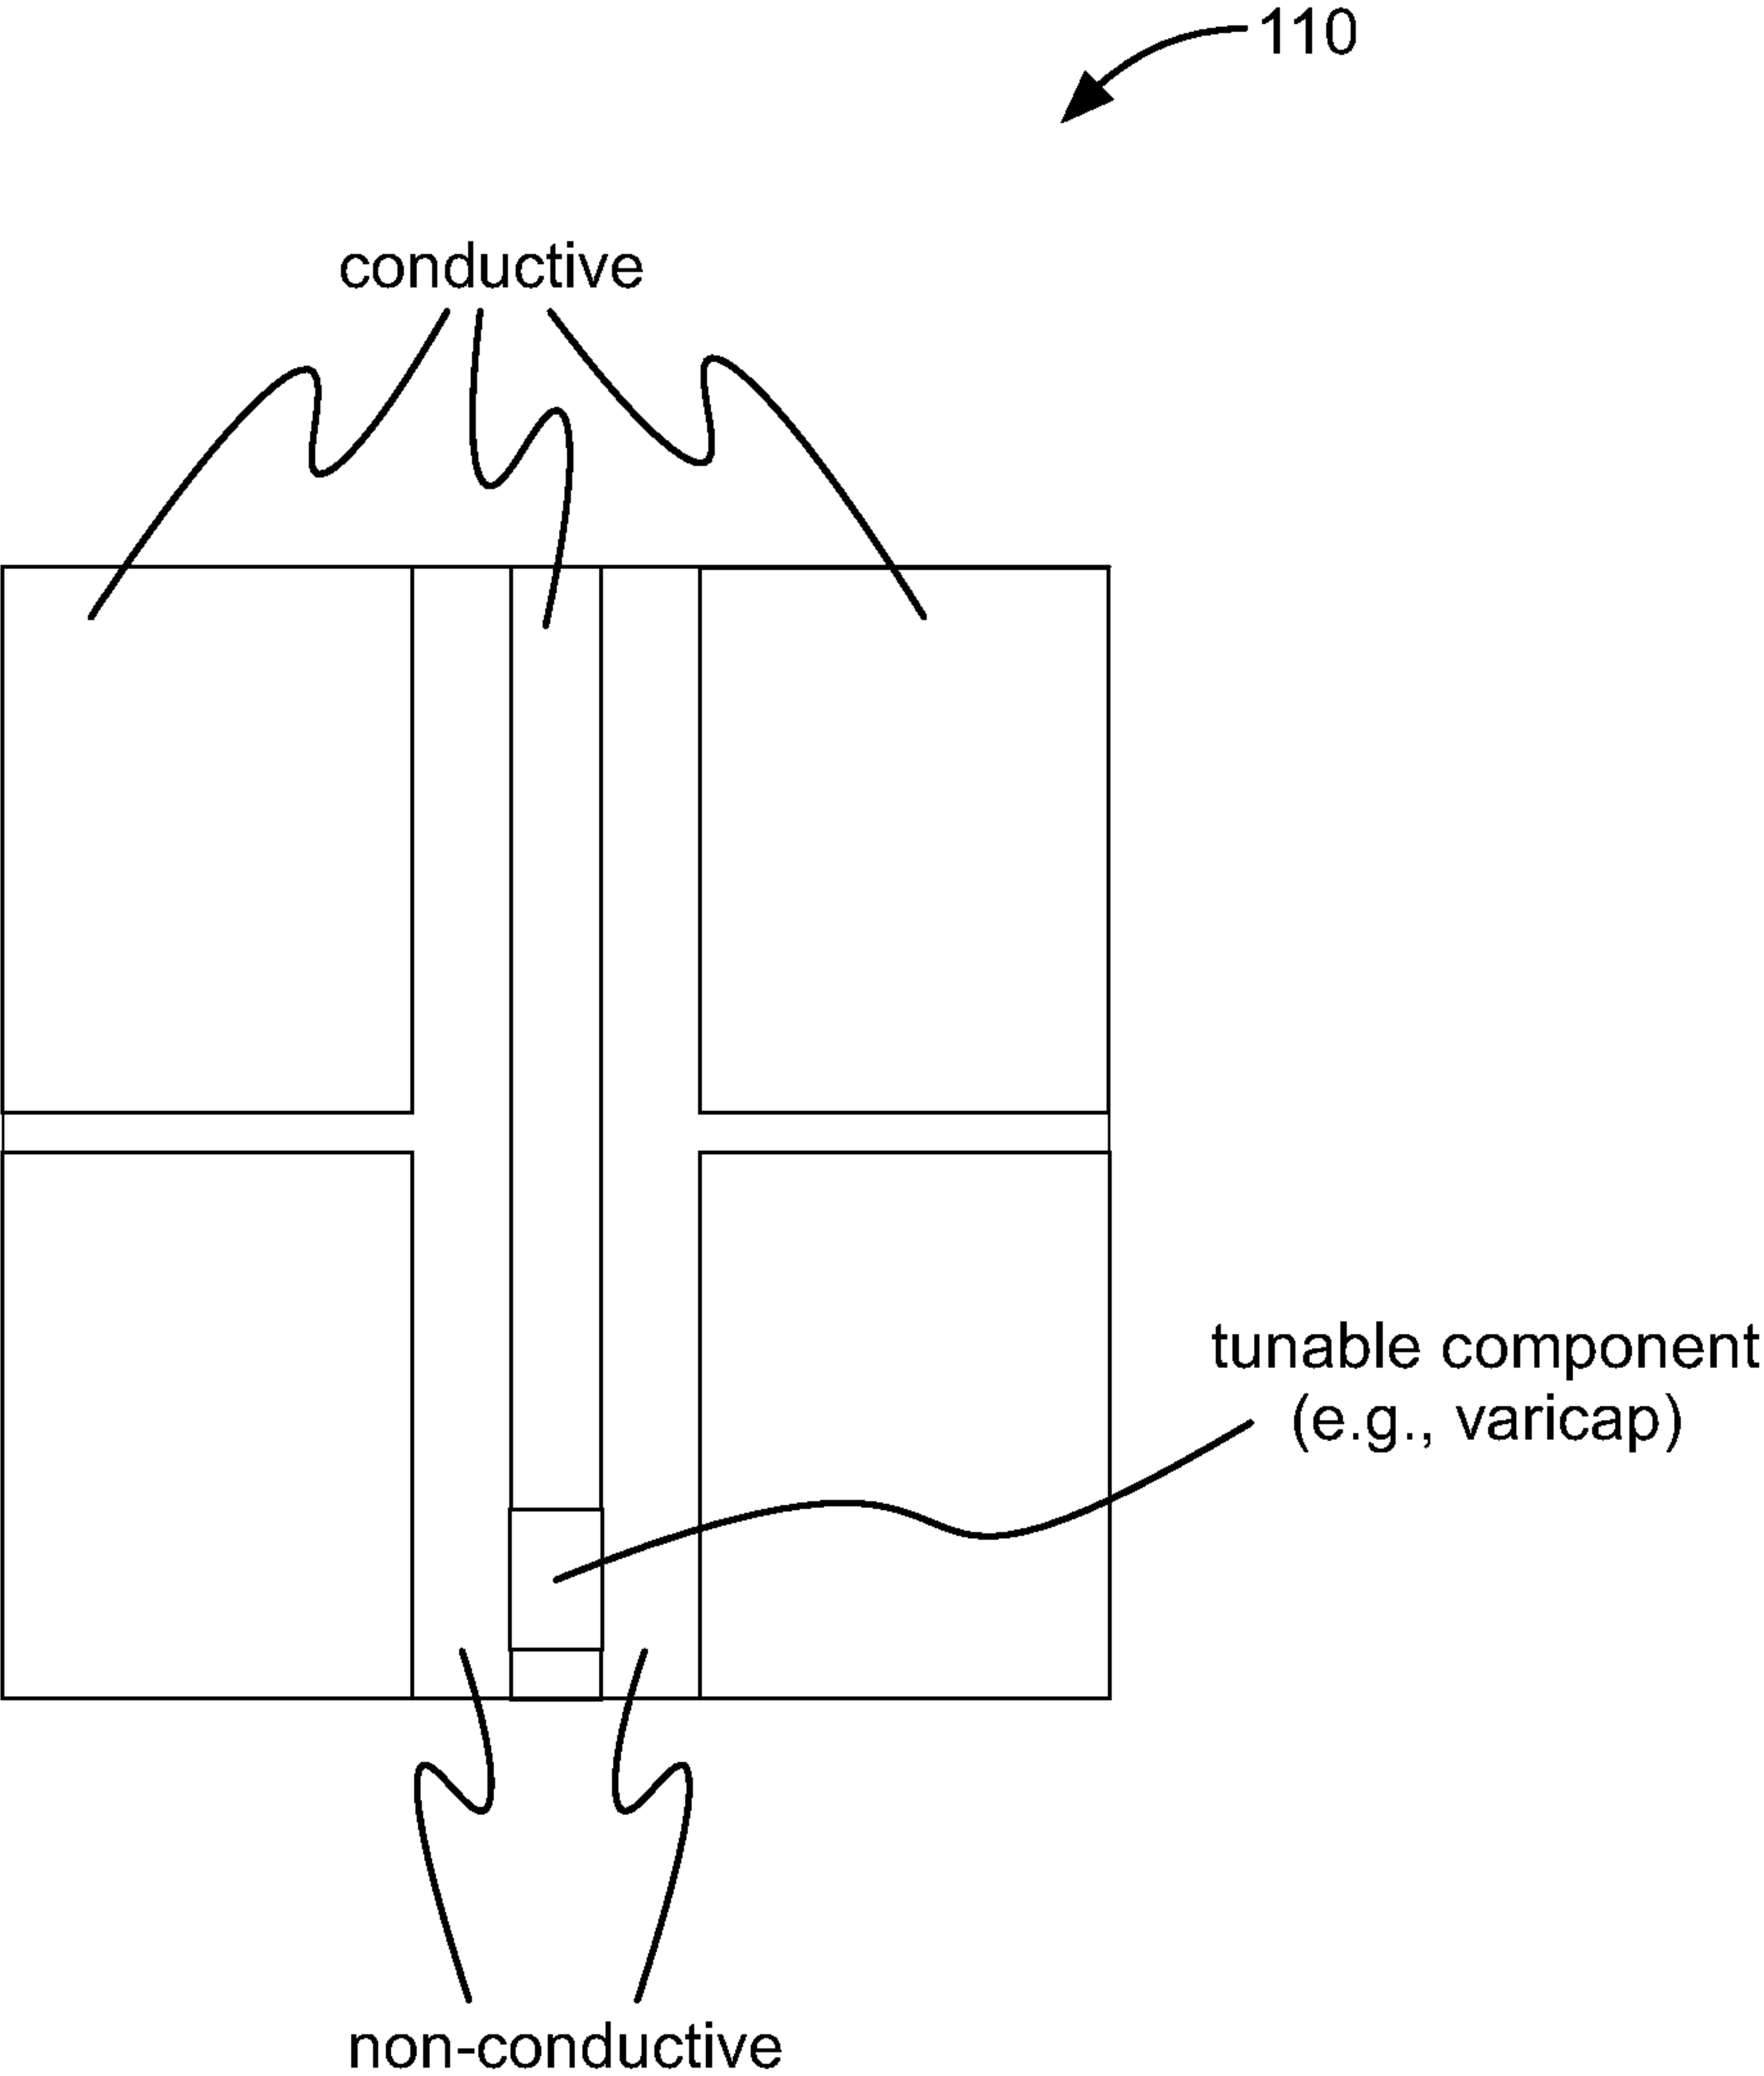 110
conductive
tunable component
(e.g., varicap)
non-conductive